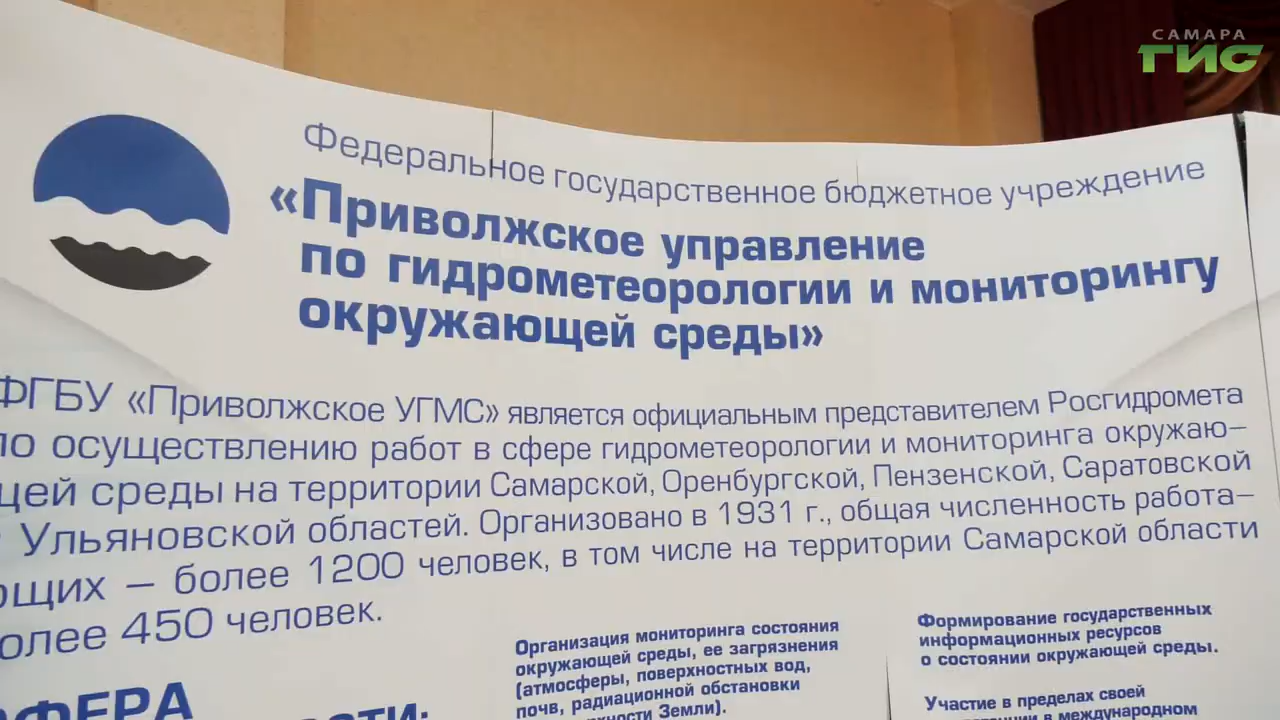 САМАРА
ГИС
Федеральное государственное бюджетное учреждение
«Приволжское управление
по гидрометеорологии и мониторингу
окружающей среды»
ФГБУ «Приволжское УГМС» является официальным представителем Росгидромета
по осуществлению работ в сфере гидрометеорологии и мониторинга окружаю–
щей среды на территории Самарской, Оренбургской, Пензенской, Саратовской
Ульяновской областей. Организовано в 1931 г., общая численность работа–
ющих – более 1200 человек, в том числе на территории Самарской области
более 450 человек.
Организация мониторинга состояния
окружающей среды, ее загрязнения
(атмосферы, поверхностных вод,
почв, радиационной обстановки
Земли).
Формирование государственных
информационных ресурсов
о состоянии окружающей среды.
Участие в пределах своей
в международном